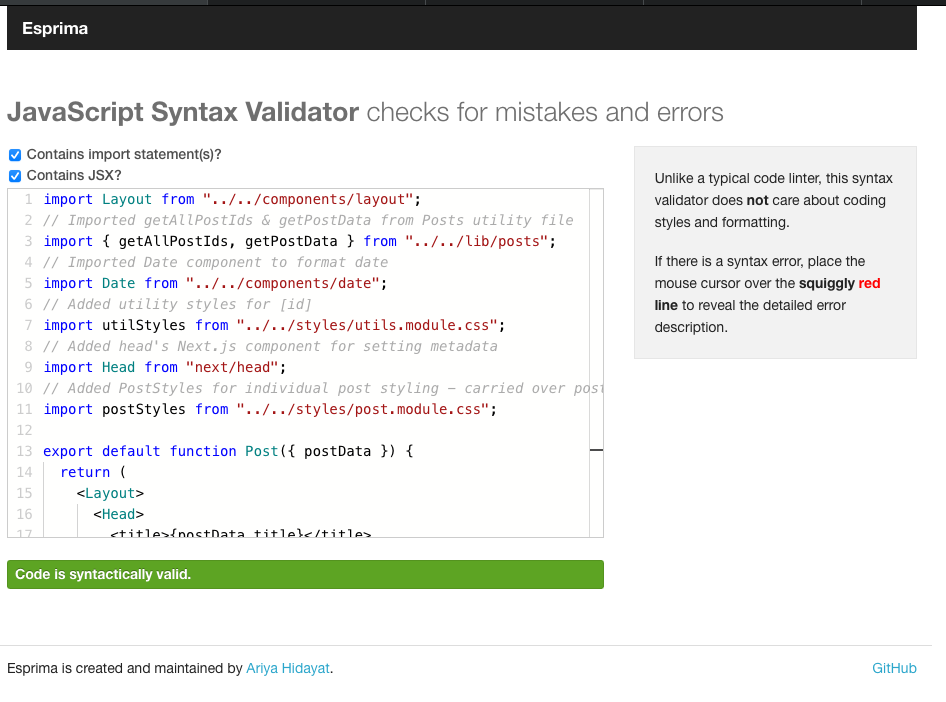 Esprima
JavaScript Syntax Validator checks for mistakes and errors
Contains import statement(s)?
Contains JSX?
1 import Layout from "../../components/layout";
2 // Imported getAllPostIds & getPostData from Posts utility file
3 import { getAllPostIds, getPostData } from "../../lib/posts";
4 // Imported Date component to format date
5 import Date from "../../components/date";
6 // Added utility styles for [id]
7 import utilStyles from "../../styles/utils.module.css";
8 // Added head's Next.js component for setting metadata
9 import Head from "next/head";
10 // Added PostStyles for individual post styling – carried over post
11 import postStyles from "../../styles/post.module.css";
12
13 export default function Post({ postData }) {
14 return (
15 <Layout>
16 <Head>
17 <title>{postData.title}</title>
Code is syntactically valid.
Unlike a typical code linter, this syntax
validator does not care about coding
styles and formatting.
If there is a syntax error, place the
mouse cursor over the squiggly red
line to reveal the detailed error
description.
Esprima is created and maintained by Ariya Hidayat.
GitHub